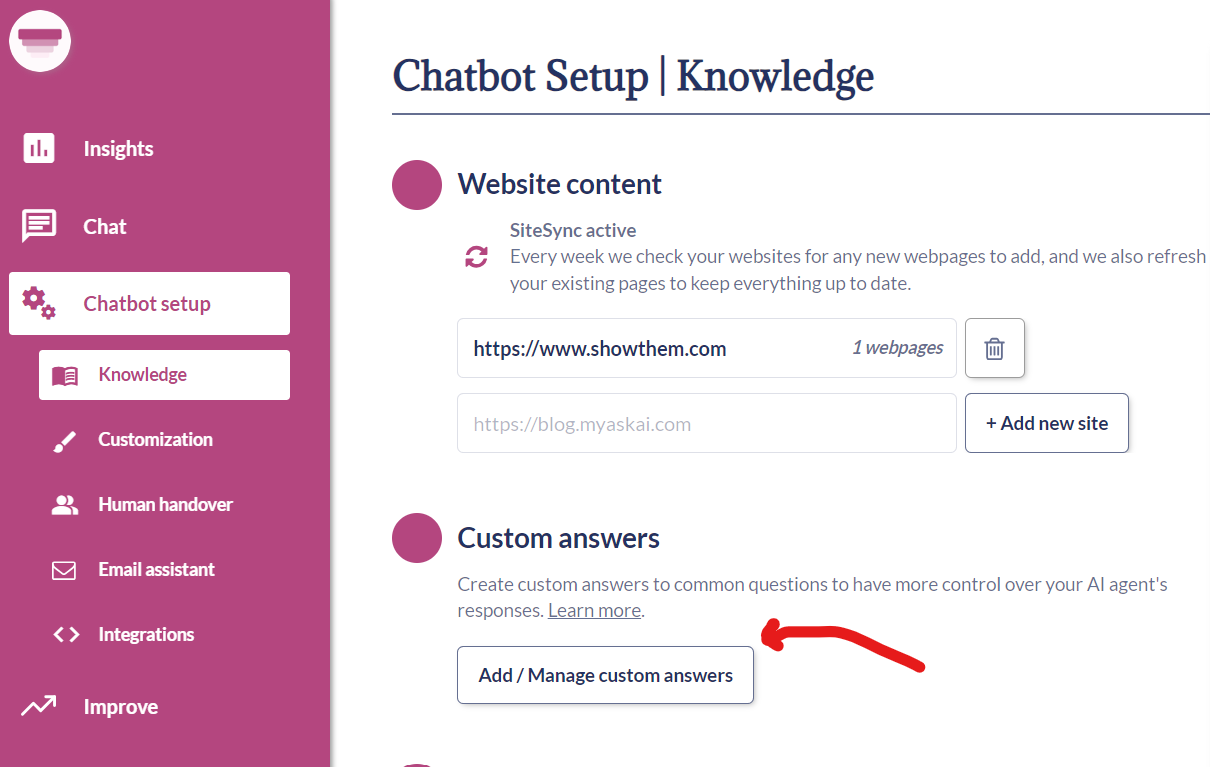 Insights
Chat
Chatbot setup
Knowledge
Customization
Human handover
Email assistant
Integrations
Improve
Chatbot Setup | Knowledge
Website content
SiteSync active
Every week we check your websites for any new webpages to add, and we also refresh
your existing pages to keep everything up to date.
https://www.showthem.com 1 webpages
https://blog.myaskai.com + Add new site
Custom answers
Create custom answers to common questions to have more control over your AI agent's
responses. Learn more.
Add / Manage custom answers